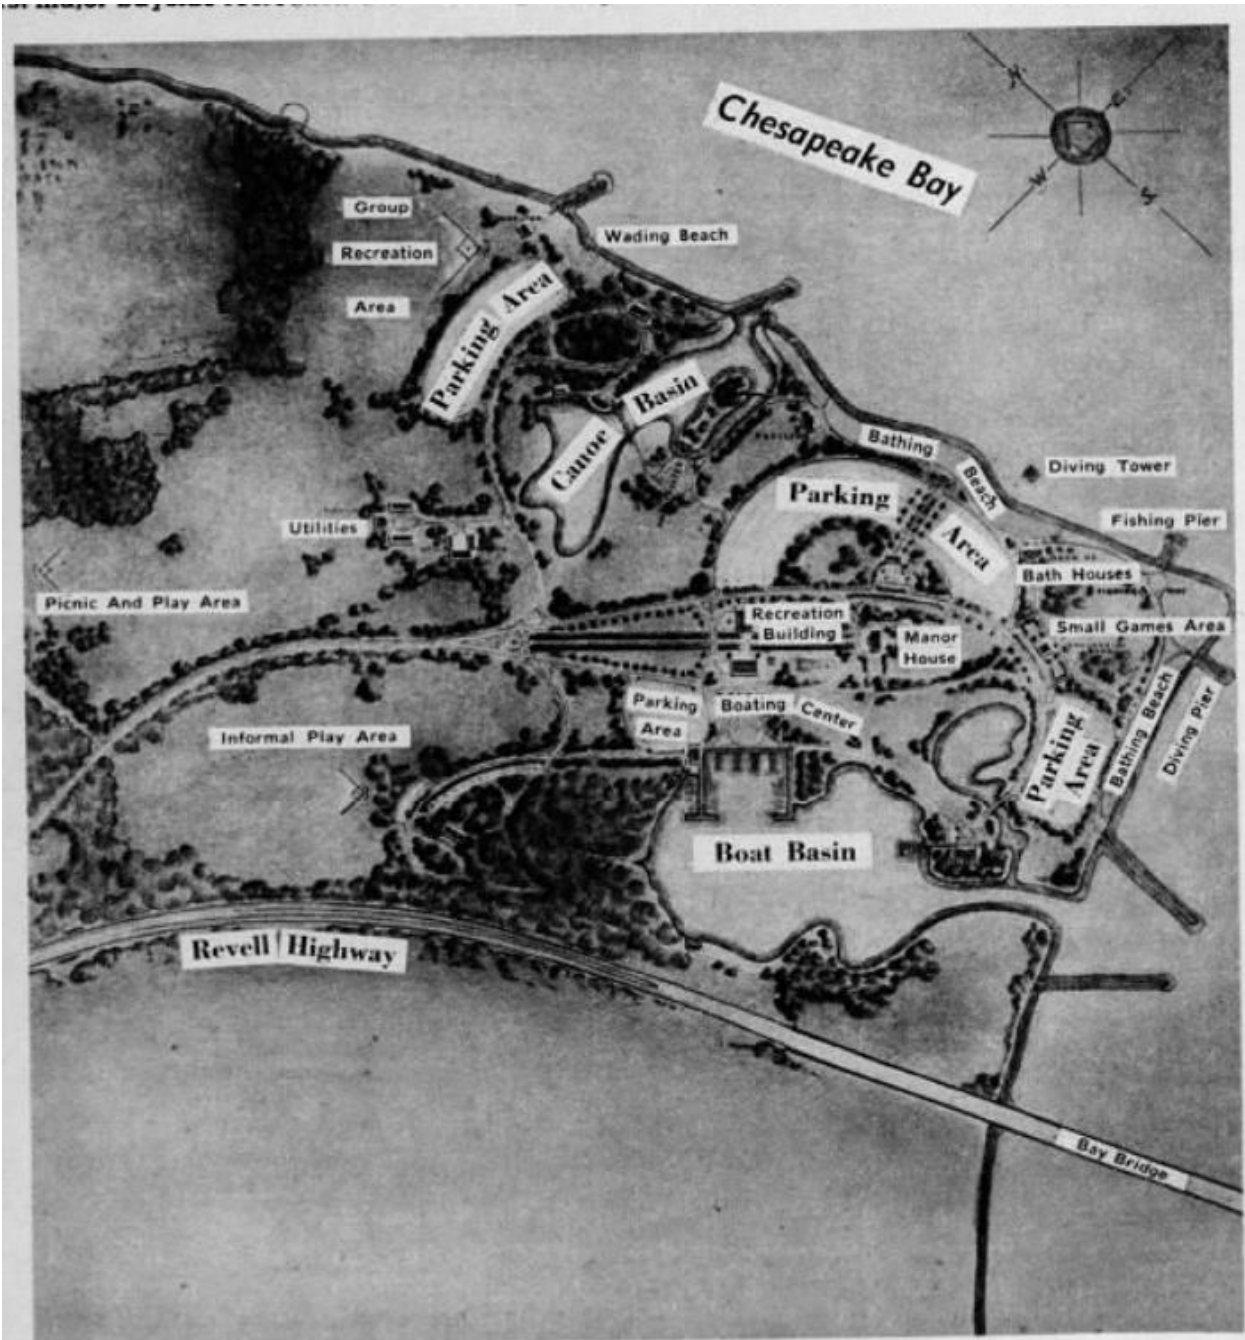 Chesapeake Bay
N
E
W
S
Group
Recreation
Area
Wading Beach
Parking Area
Canoe
Basin
Bathing
Beach
Diving Tower
Parking
Area
Fishing Pier
Utilities
Bath Houses
Picnic And Play Area
Recreation
Building
Manor
House
Small Games Area
Parking
Area
Boating Center
Informal Play Area
Parking
Area
Bathing Beach
Diving Pier
Boat Basin
Revell Highway
Bay Bridge